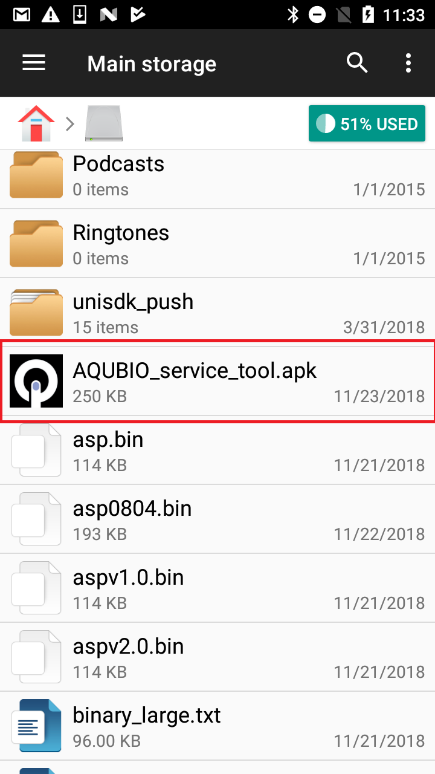 11:33
Main storage
51% USED
Podcasts
0 items 1/1/2015
Ringtones
0 items 1/1/2015
unisdk_push
15 items 3/31/2018
AQUBIO_service_tool.apk
250 KB 11/23/2018
asp.bin
114 KB 11/21/2018
asp0804.bin
193 KB 11/22/2018
aspv1.0.bin
114 KB 11/21/2018
aspv2.0.bin
114 KB 11/21/2018
binary_large.txt
96.00 KB 11/21/2018